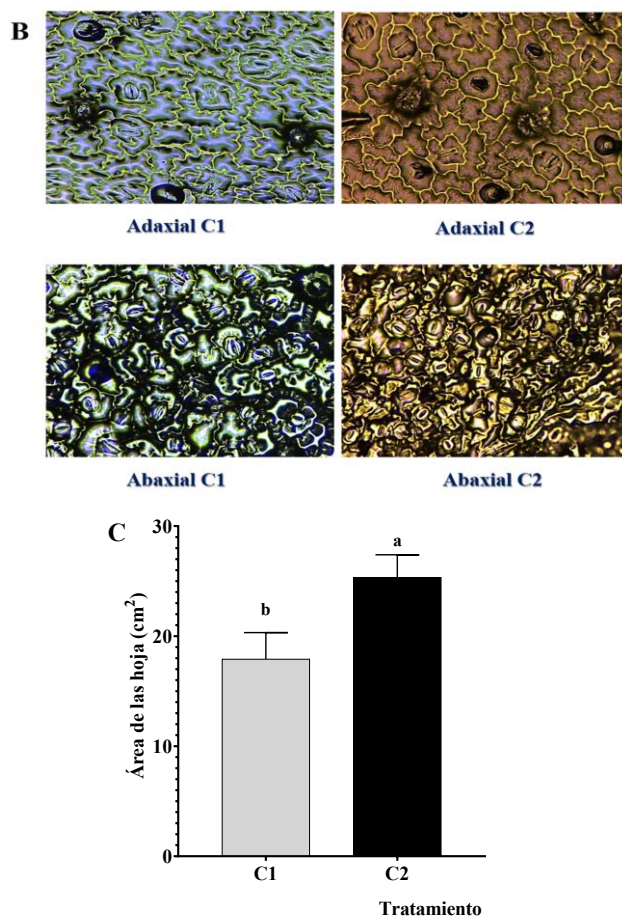 B
Adaxial C1
Adaxial C2
Abaxial C1
Abaxial C2
C
Área de las hoja (cm²)
30
20
10
0
b
a
C1
C2
Tratamiento